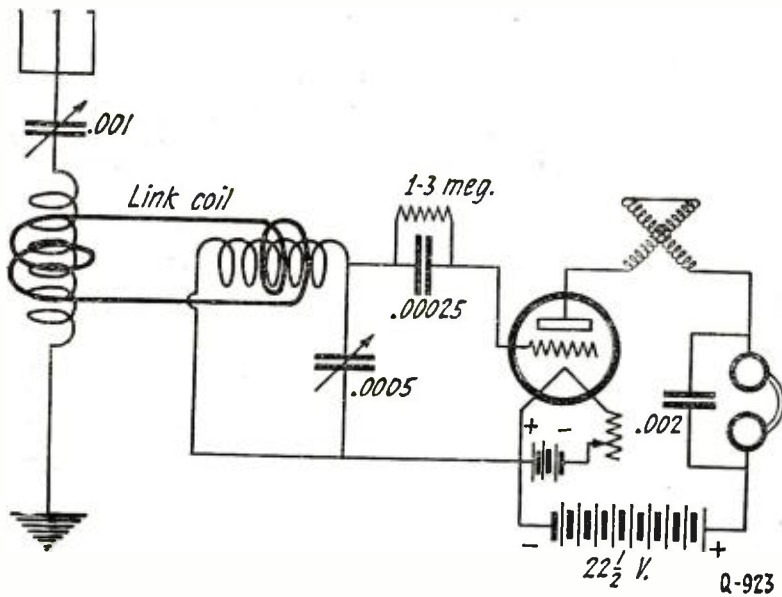 .001
Link coil
1-3 meg.
.00025
.0005
.002
+ -
- +
22½ V.
Q-923